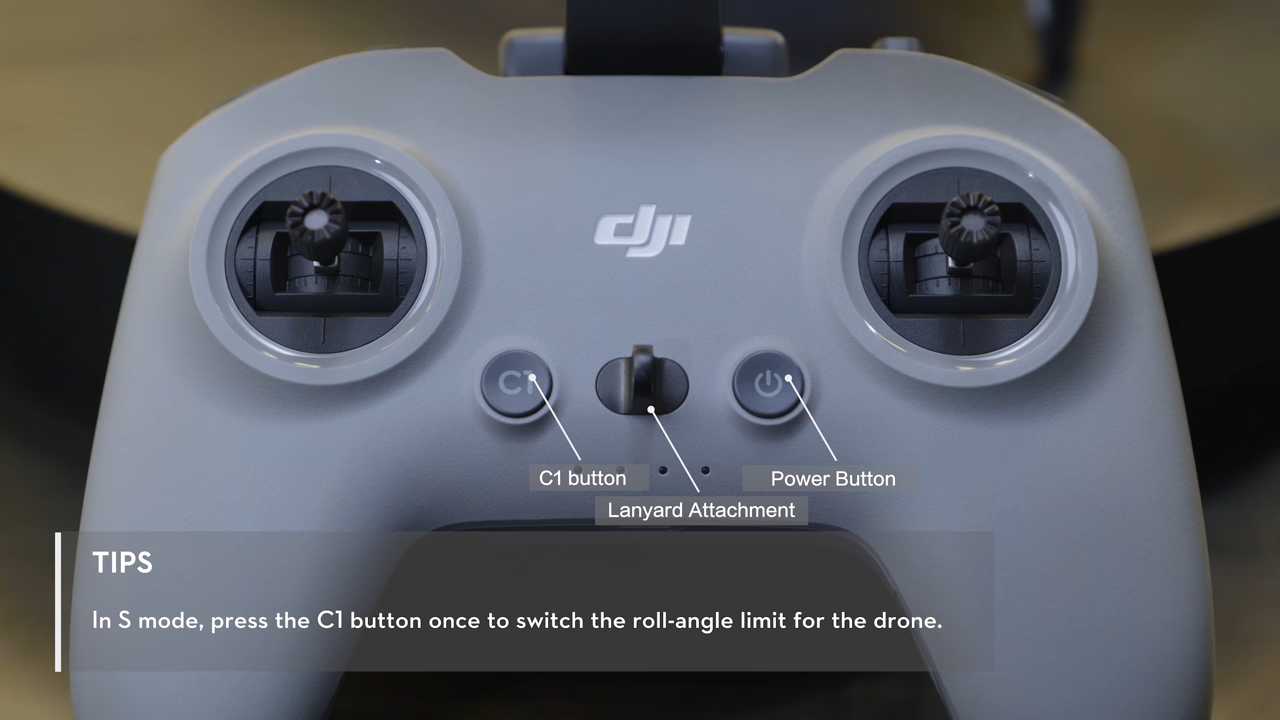 dji
C1
C1 button
Power Button
Lanyard Attachment
TIPS
In S mode, press the C1 button once to switch the roll-angle limit for the drone.